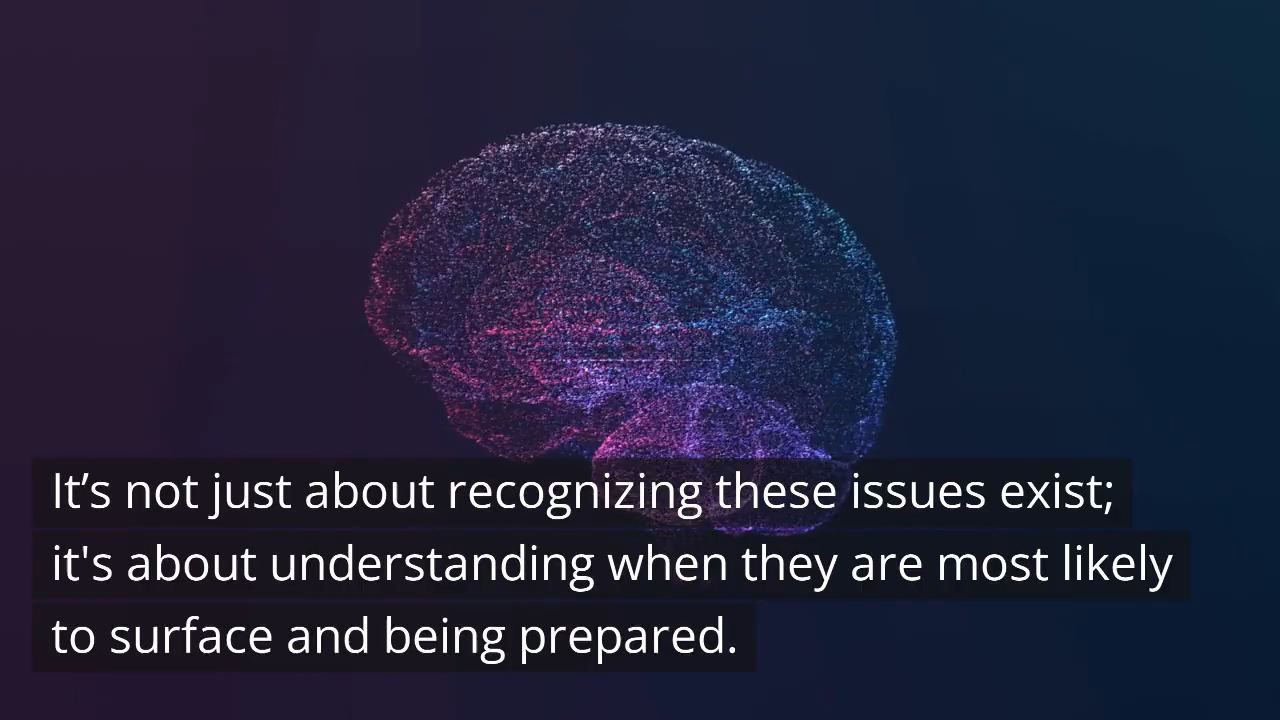 It’s not just about recognizing these issues exist;
it's about understanding when they are most likely
to surface and being prepared.